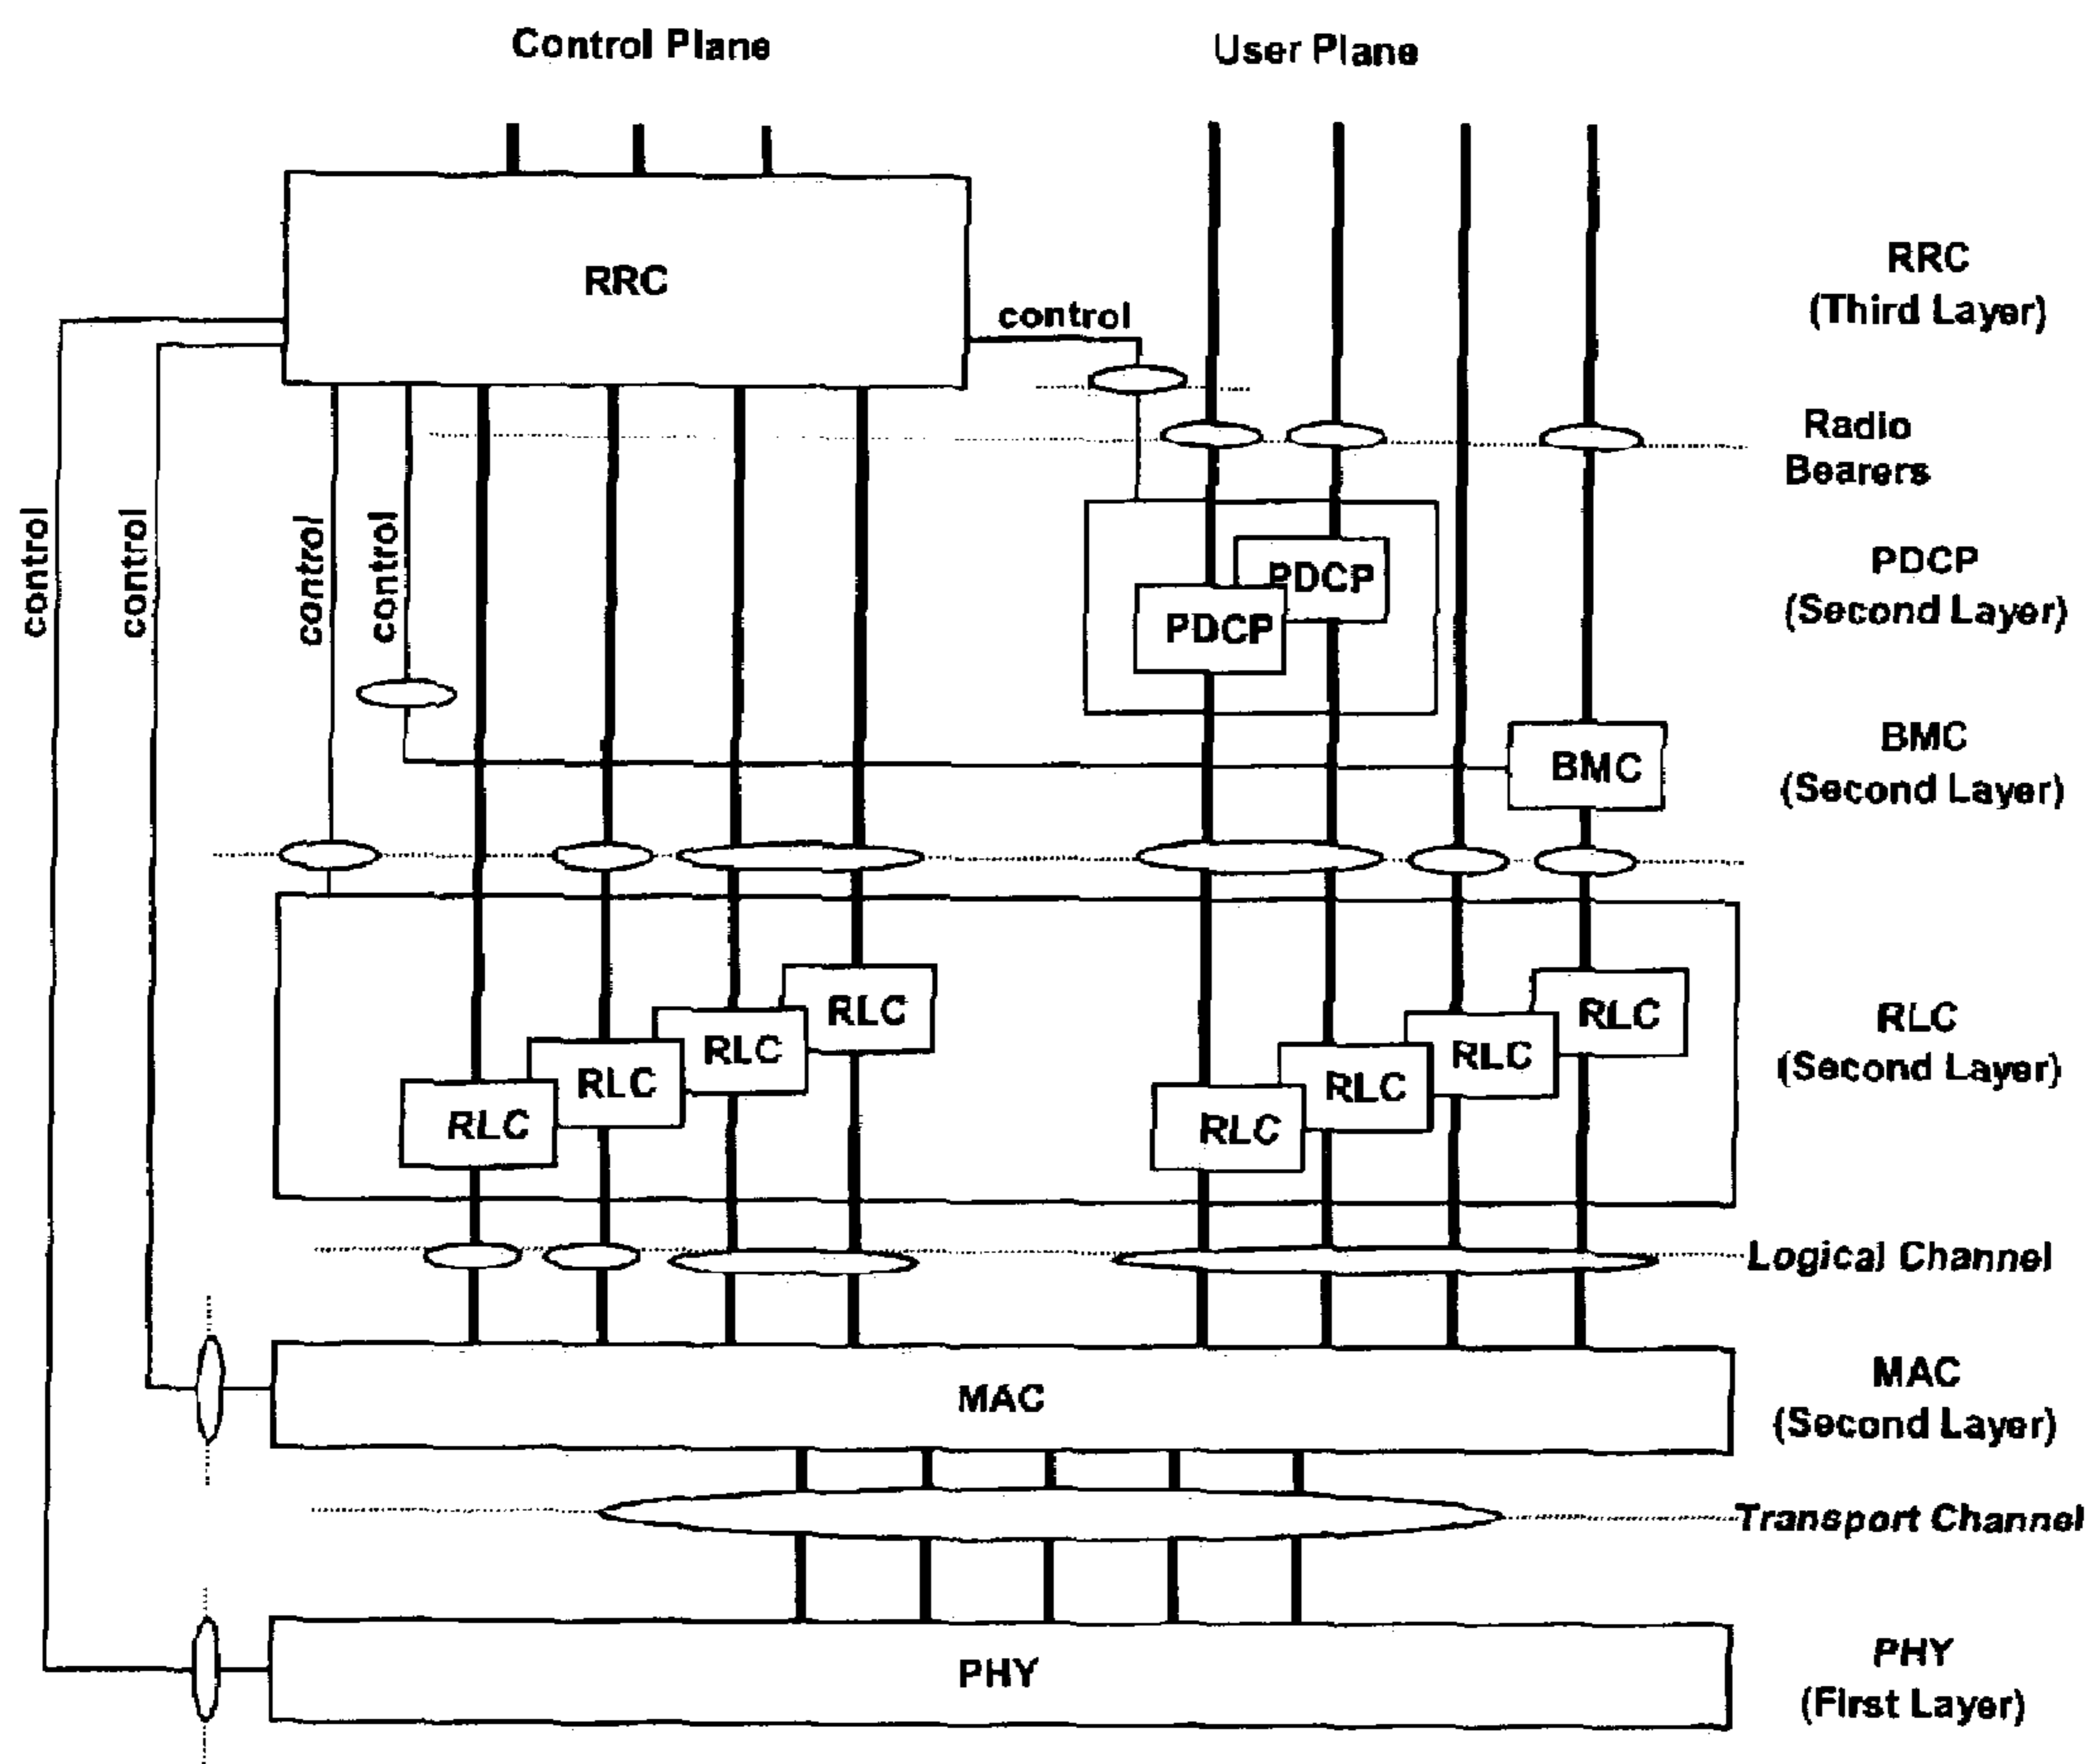 Control Plane
User Plane
RRC
control
RRC
(Third Layer)
Radio
Bearers
control
control
control
control
PDCP
PDCP
PDCP
(Second Layer)
BMC
BMC
(Second Layer)
RLC
RLC
RLC
RLC
RLC
RLC
RLC
RLC
RLC
(Second Layer)
Logical Channel
MAC
MAC
(Second Layer)
Transport Channel
PHY
PHY
(First Layer)